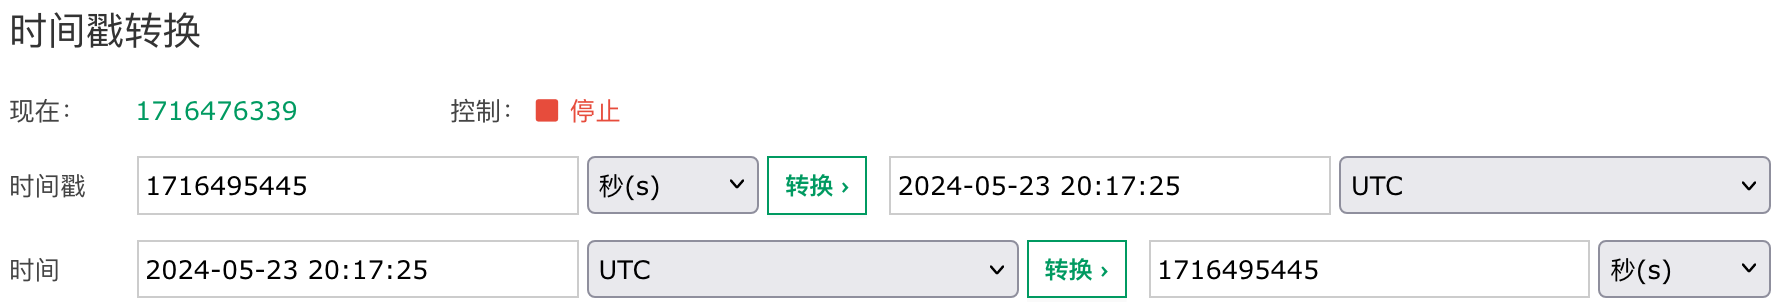 时间戳转换
现在： 1716476339 控制： 停止
时间戳 1716495445 秒(s) 转换 › 2024-05-23 20:17:25 UTC
时间 2024-05-23 20:17:25 UTC 转换 › 1716495445 秒(s)